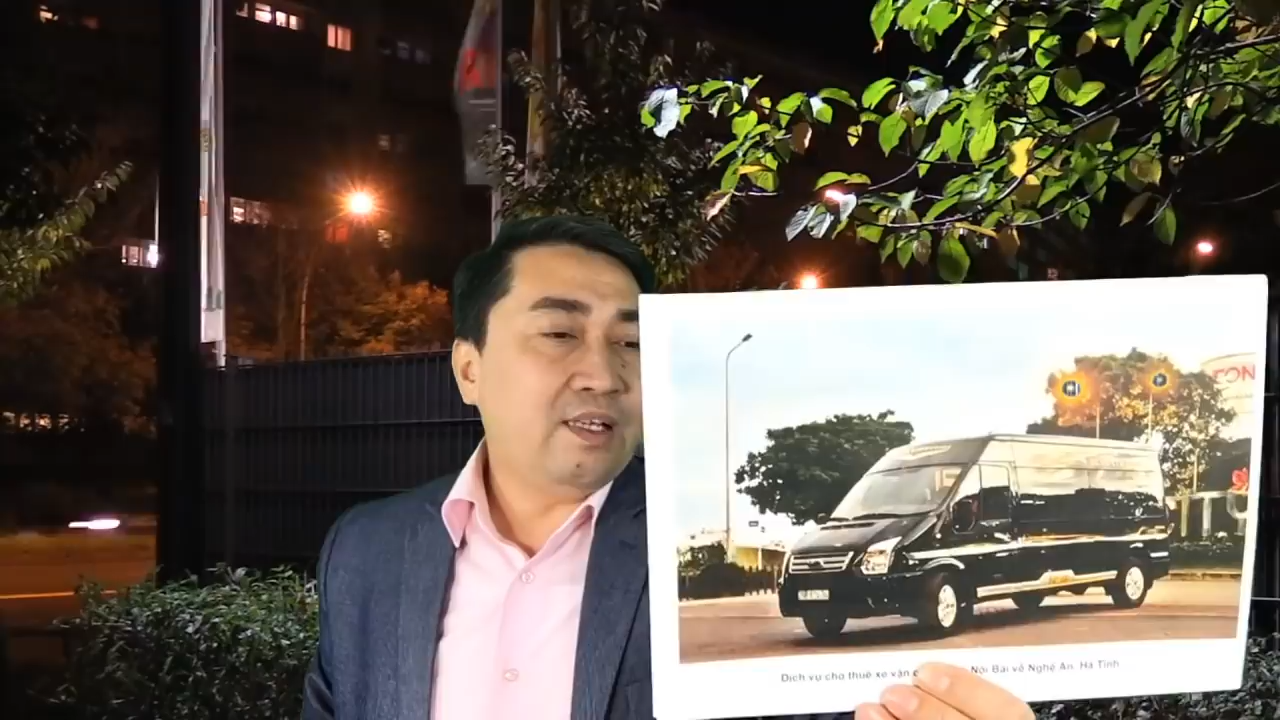 CON
Dịch vụ cho thuê xe vận c Nội Bài về Nghệ An, Hà Tĩnh